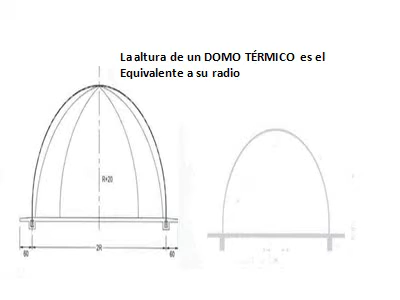 La altura de un DOMO TÉRMICO es el
Equivalente a su radio
R+20
60 2R 60